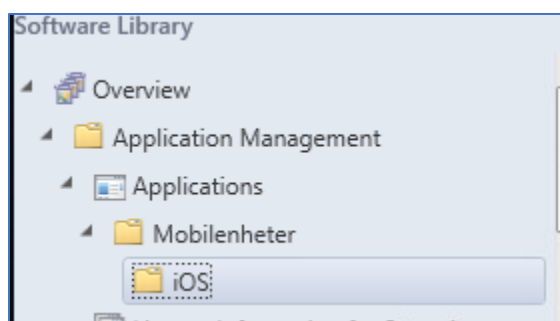 Software Library
Overview
Application Management
Applications
Mobilenheter
iOS